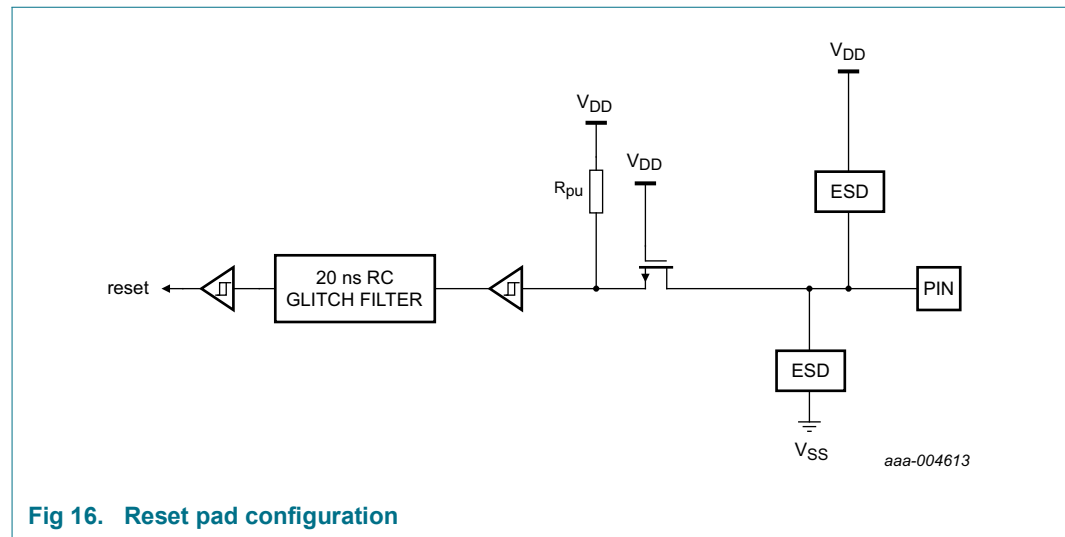 VDD
VDD
VDD
Rpu
ESD
reset
20 ns RC
GLITCH FILTER
PIN
ESD
VSS
aaa-004613
Fig 16. Reset pad configuration